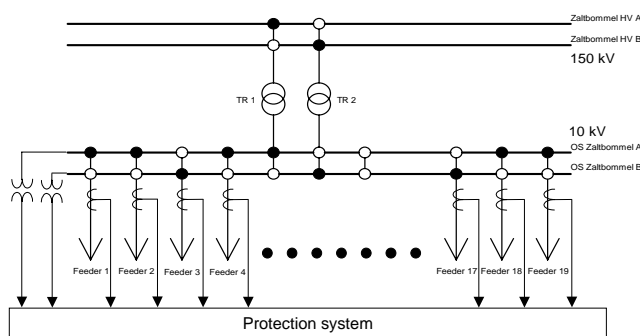 Zaltbommel HV A
Zaltbommel HV B
150 kV
TR 1
TR 2
10 kV
OS Zaltbommel A
OS Zaltbommel B
Feeder 1
Feeder 2
Feeder 3
Feeder 4
Feeder 17
Feeder 18
Feeder 19
Protection system